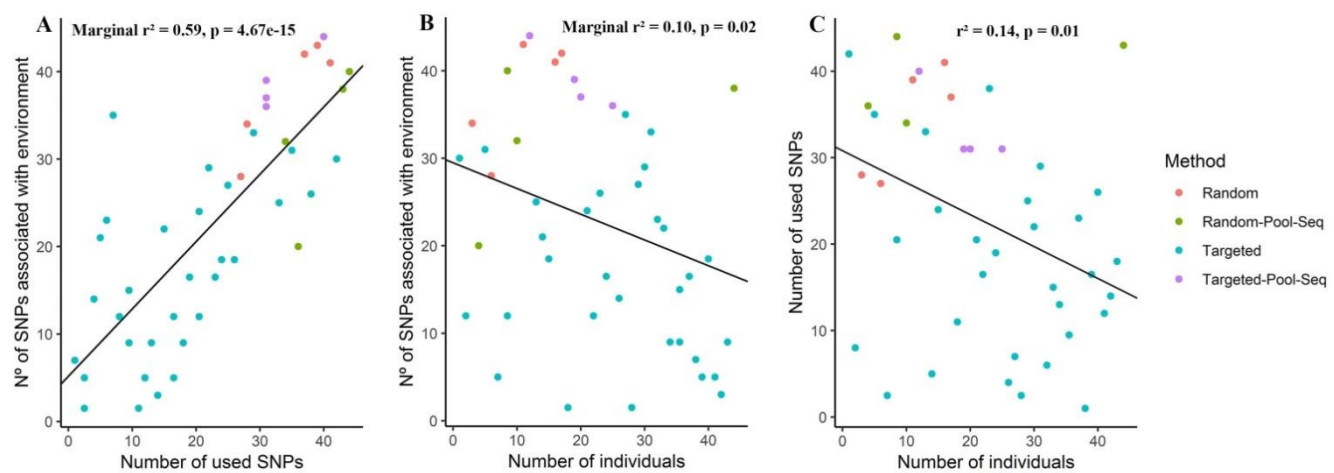 A
Marginal r² = 0.59, p = 4.67e-15
Nº of SNPs associated with environment
40
30
20
10
0
0 10 20 30 40
Number of used SNPs
B
Marginal r² = 0.10, p = 0.02
Nº of SNPs associated with environment
40
30
20
10
0
0 10 20 30 40
Number of individuals
C
r² = 0.14, p = 0.01
Number of used SNPs
40
30
20
10
0
0 10 20 30 40
Number of individuals
Method
Random
Random-Pool-Seq
Targeted
Targeted-Pool-Seq